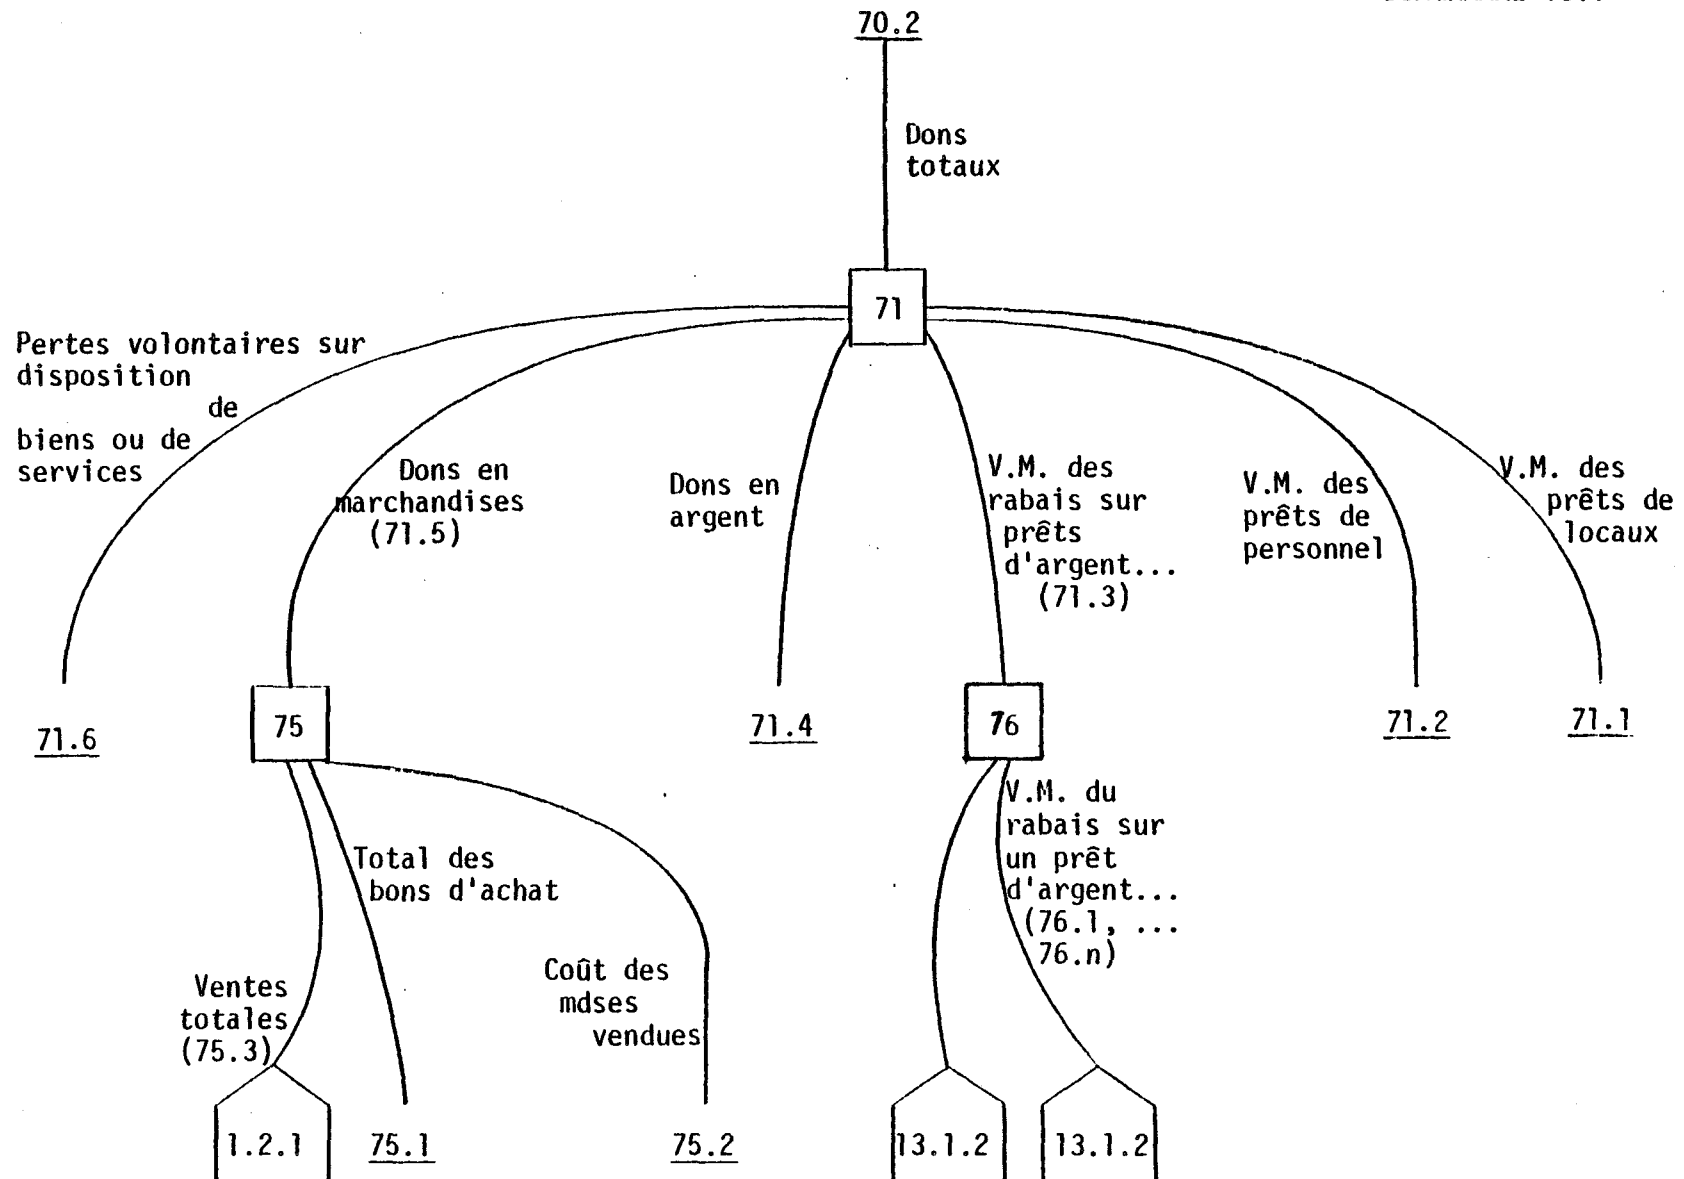 70.2
Dons
totaux
71
Pertes volontaires sur
disposition
de
biens ou de
services
Dons en
marchandises
(71.5)
Dons en
argent
V.M. des
rabais sur
prêts
d'argent...
(71.3)
V.M. des
prêts de
personnel
V.M. des
prêts de
locaux
71.6
75
71.4
76
71.2
71.1
Ventes
totales
(75.3)
Total des
bons d'achat
Coût des
mdses
vendues
V.M. du
rabais sur
un prêt
d'argent...
(76.1, ...
76.n)
1.2.1
75.1
75.2
13.1.2
13.1.2